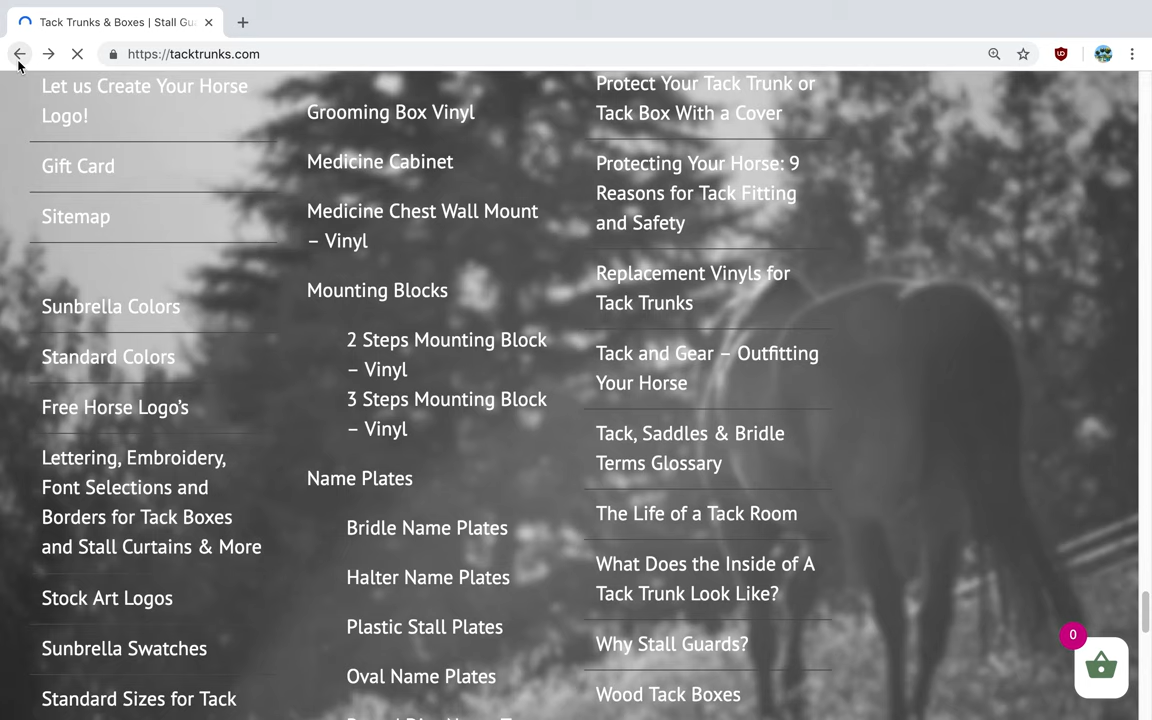 Tack Trunks & Boxes | Stall Gu
https://tacktrunks.com
Let us Create Your Horse
Logo!
Gift Card
Sitemap
Sunbrella Colors
Standard Colors
Free Horse Logo's
Lettering, Embroidery,
Font Selections and
Borders for Tack Boxes
and Stall Curtains & More
Stock Art Logos
Sunbrella Swatches
Standard Sizes for Tack
Grooming Box Vinyl
Medicine Cabinet
Medicine Chest Wall Mount
– Vinyl
Mounting Blocks
2 Steps Mounting Block
– Vinyl
3 Steps Mounting Block
– Vinyl
Name Plates
Bridle Name Plates
Halter Name Plates
Plastic Stall Plates
Oval Name Plates
Protect Your Tack Trunk or
Tack Box With a Cover
Protecting Your Horse: 9
Reasons for Tack Fitting
and Safety
Replacement Vinyls for
Tack Trunks
Tack and Gear – Outfitting
Your Horse
Tack, Saddles & Bridle
Terms Glossary
The Life of a Tack Room
What Does the Inside of A
Tack Trunk Look Like?
Why Stall Guards?
Wood Tack Boxes
0